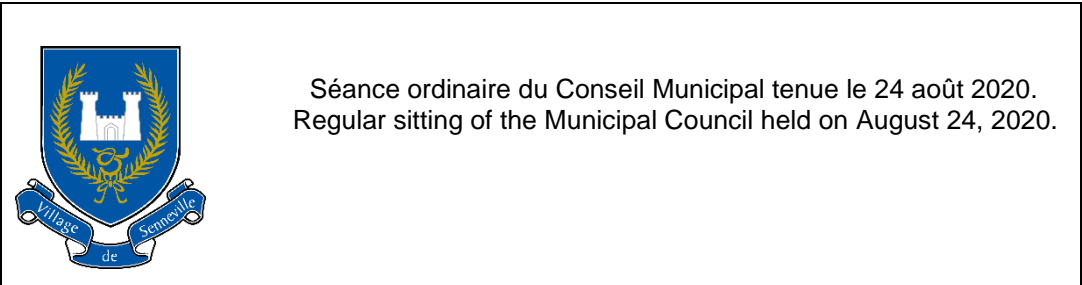 Séance ordinaire du Conseil Municipal tenue le 24 août 2020.
Regular sitting of the Municipal Council held on August 24, 2020.
Village
de
Senneville